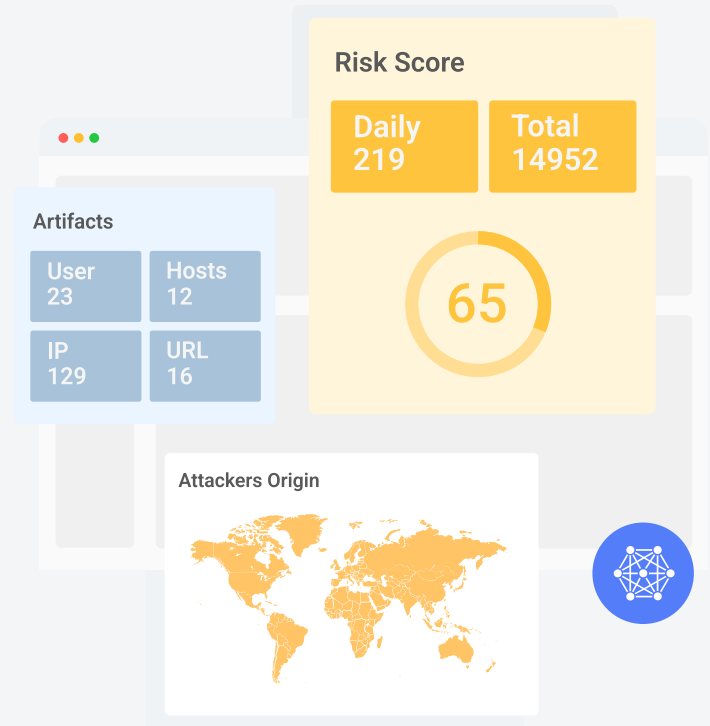 Risk Score
Daily
219
Total
14952
65
Artifacts
User
23
Hosts
12
IP
129
URL
16
Attackers Origin